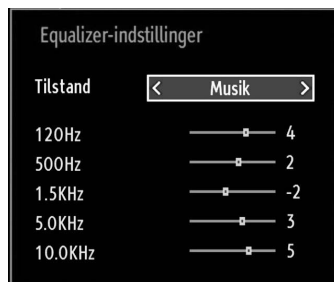 Equalizer-indstillinger
Tilstand < Musik >
120Hz 4
500Hz 2
1.5KHz -2
5.0KHz 3
10.0KHz 5